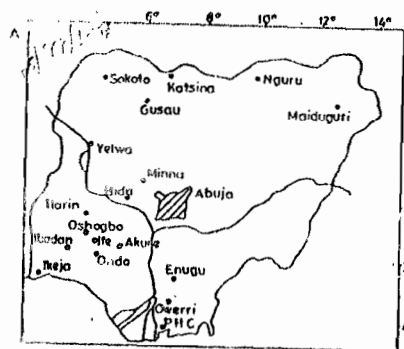 A
6° 8° 10° 12° 14°
Sokoto Katsina Nguru
Gusau Maiduguri
Yelwa
Minna
Bida Abuja
Ilorin
Oshogbo
Ibadan Ife Akure
Ondo
Ikeja Enugu
Owerri
PHC